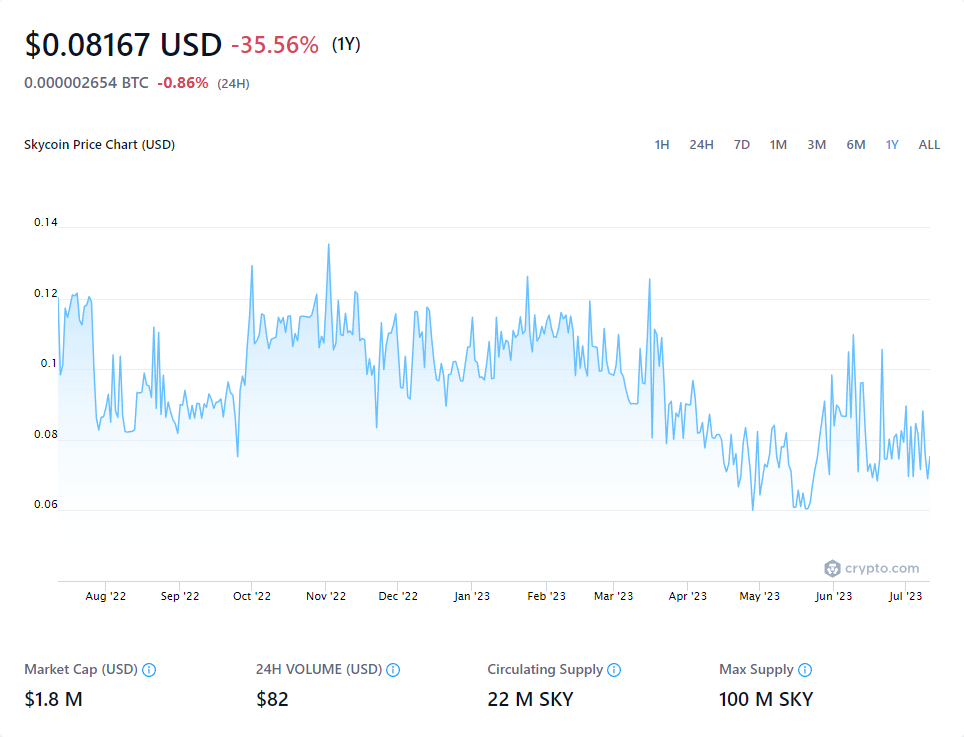 $0.08167 USD -35.56% (1Y)
0.000002654 BTC -0.86% (24H)
Skycoin Price Chart (USD) 1H 24H 7D 1M 3M 6M 1Y ALL
0.14
0.12
0.1
0.08
0.06
crypto.com
Aug '22 Sep '22 Oct '22 Nov '22 Dec '22 Jan '23 Feb '23 Mar '23 Apr '23 May '23 Jun '23 Jul '23
Market Cap (USD) 24H VOLUME (USD) Circulating Supply Max Supply
$1.8 M $82 22 M SKY 100 M SKY